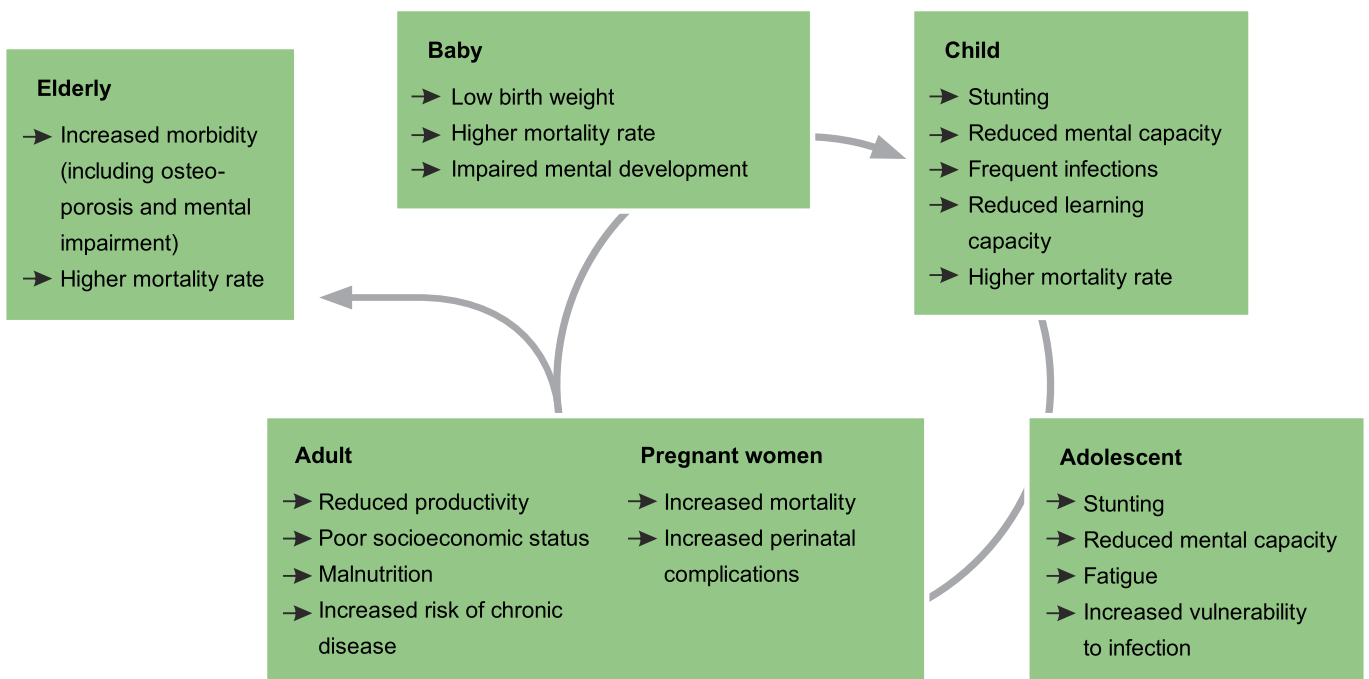 Elderly
Increased morbidity
(including osteo-
porosis and mental
impairment)
Higher mortality rate
Baby
Low birth weight
Higher mortality rate
Impaired mental development
Child
Stunting
Reduced mental capacity
Frequent infections
Reduced learning
capacity
Higher mortality rate
Adult
Reduced productivity
Poor socioeconomic status
Malnutrition
Increased risk of chronic
disease
Pregnant women
Increased mortality
Increased perinatal
complications
Adolescent
Stunting
Reduced mental capacity
Fatigue
Increased vulnerability
to infection